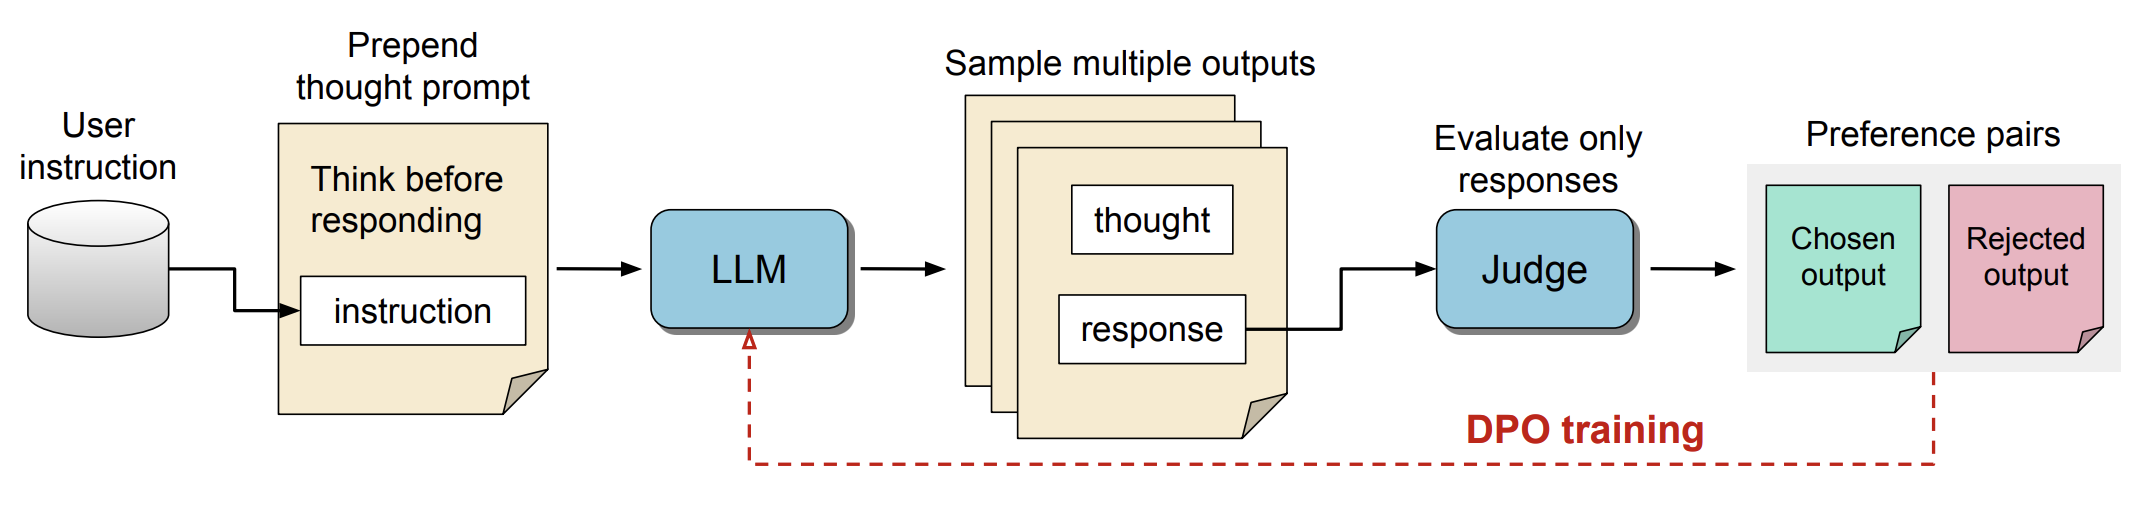 User
instruction
Prepend
thought prompt
Think before
responding
instruction
LLM
Sample multiple outputs
thought
response
Evaluate only
responses
Judge
Preference pairs
Chosen
output
Rejected
output
DPO training